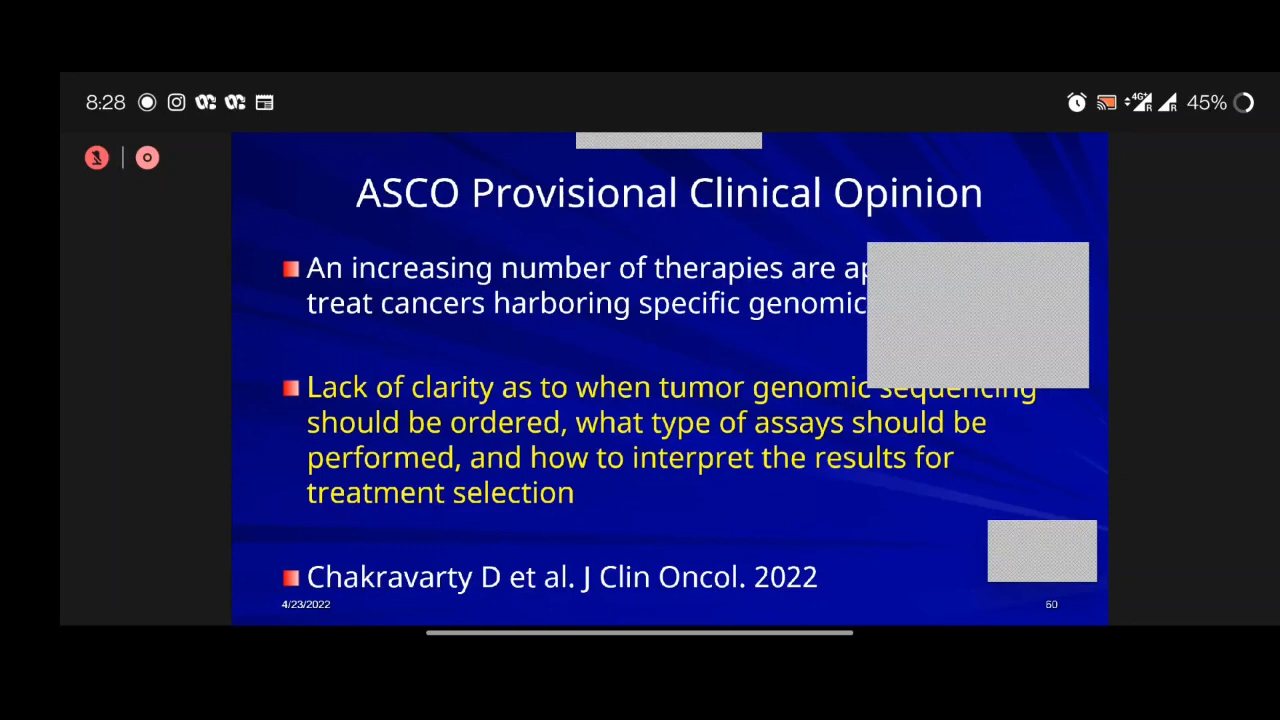 8:28
4G+
R
R
45%
ASCO Provisional Clinical Opinion
An increasing number of therapies are
treat cancers harboring specific genomic
Lack of clarity as to when tumor genomic sequencing
should be ordered, what type of assays should be
performed, and how to interpret the results for
treatment selection
Chakravarty D et al. J Clin Oncol. 2022
4/23/2022
60